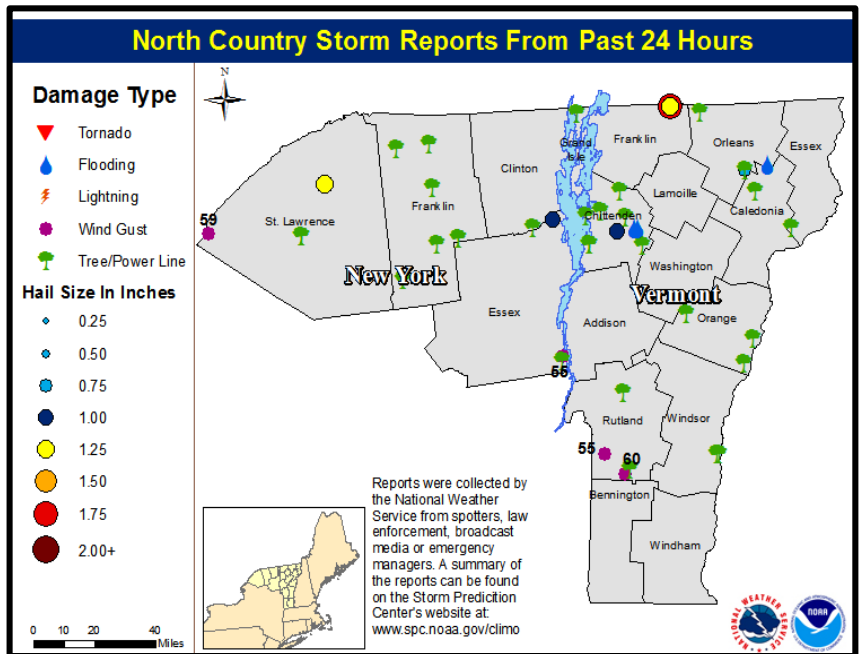 North Country Storm Reports From Past 24 Hours
Damage Type
Tornado
Flooding
Lightning
Wind Gust
Tree/Power Line
Hail Size In Inches
0.25
0.50
0.75
1.00
1.25
1.50
1.75
2.00+
0 10 20 40
Miles
N
St. Lawrence
Franklin
Clinton
Essex
New York
Grand
Isle
Franklin
Orleans
Essex
Lamoille
Caledonia
Chittenden
Washington
Vermont
Addison
Orange
Rutland
Windsor
Bennington
Windham
59
55
55
60
Reports were collected by
the National Weather
Service from spotters, law
enforcement, broadcast
media or emergency
managers. A summary of
the reports can be found
on the Storm Predicition
Center's website at:
www.spc.noaa.gov/climo
NATIONAL WEATHER SERVICE
NOAA